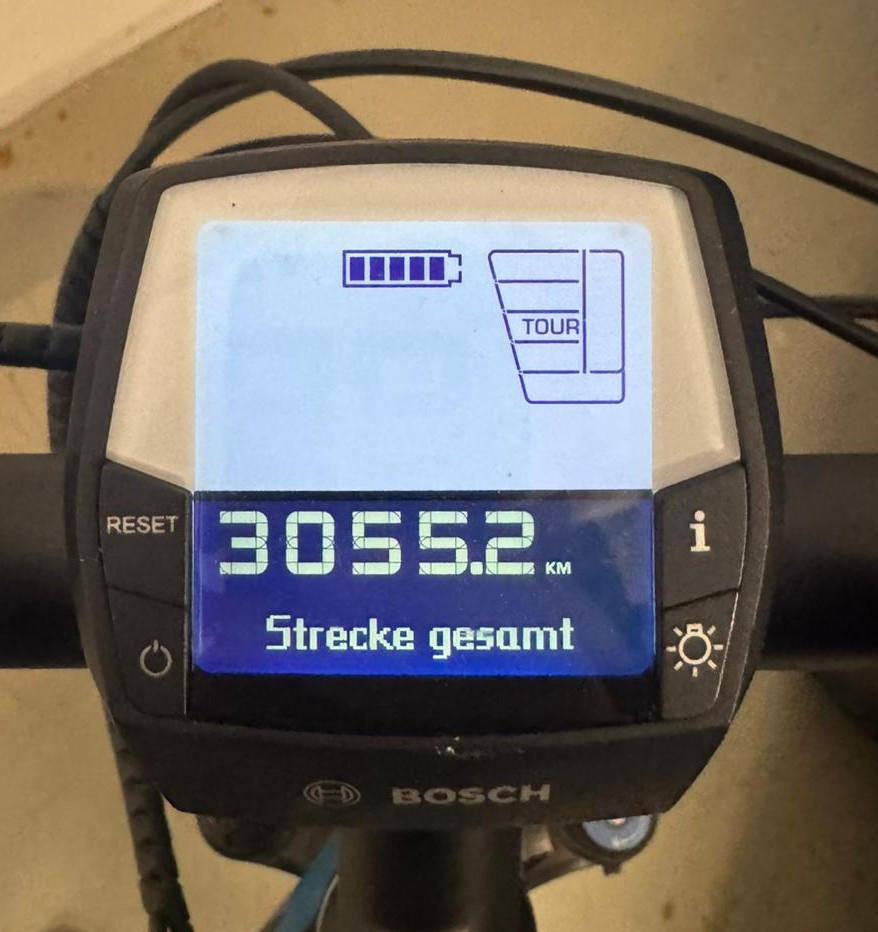 TOUR
RESET
3055.2 KM
i
Strecke gesamt
BOSCH